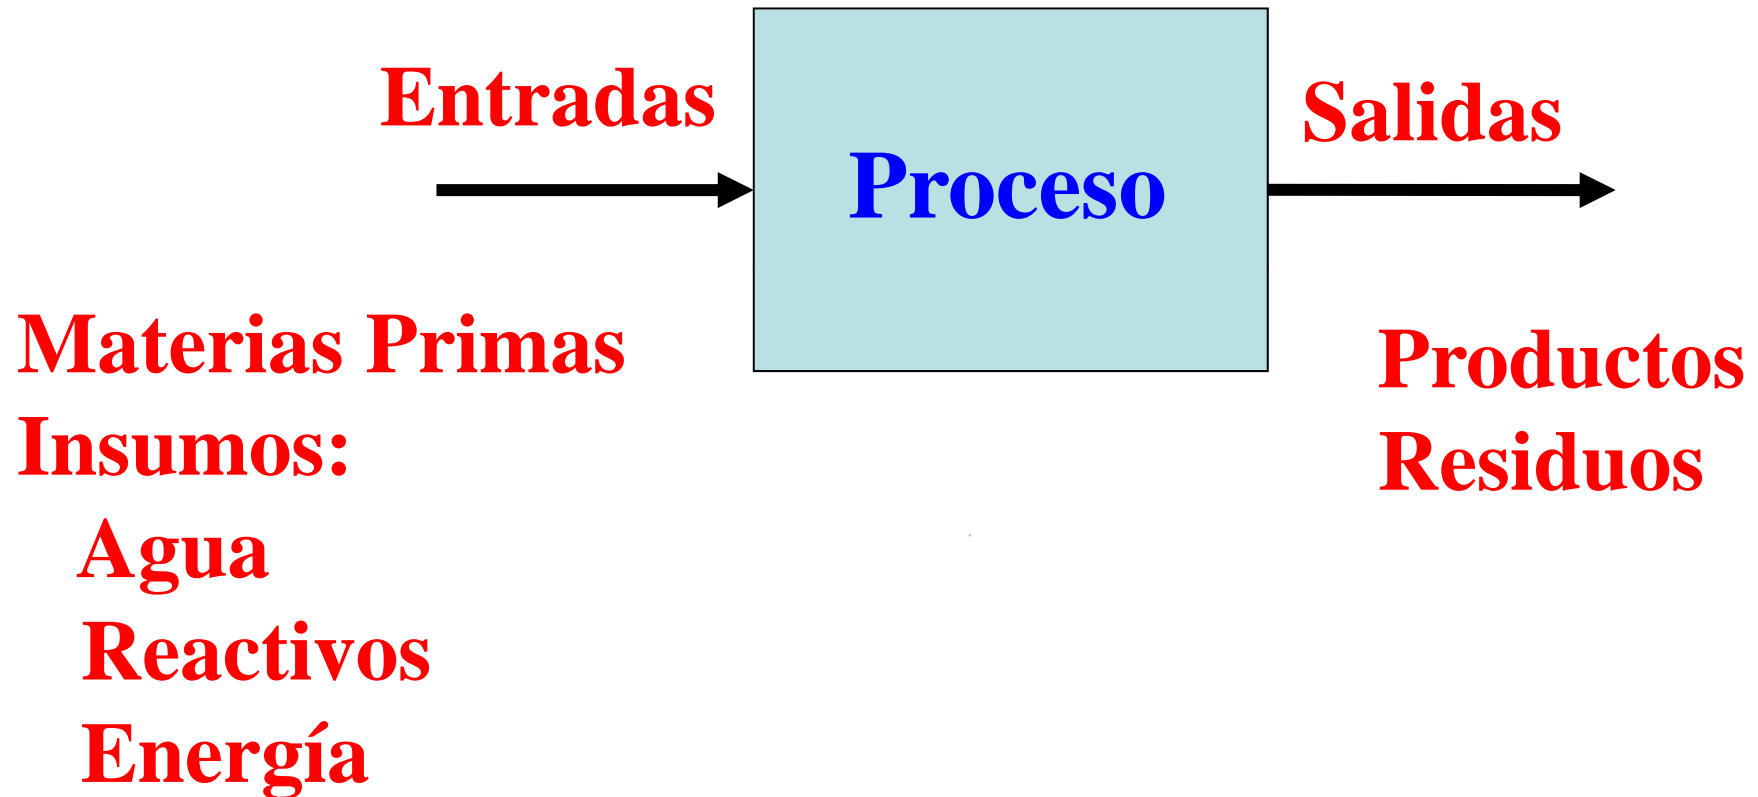 Entradas
Proceso
Salidas
Materias Primas
Insumos:
Agua
Reactivos
Energía
Productos
Residuos